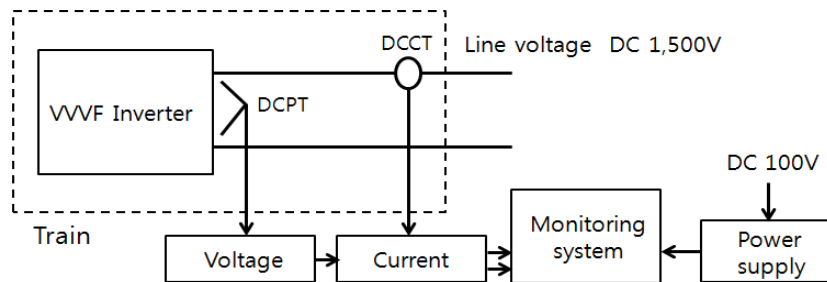 DCCT
Line voltage DC 1,500V
VVVF Inverter
DCPT
DC 100V
Train
Voltage
Current
Monitoring
system
Power
supply